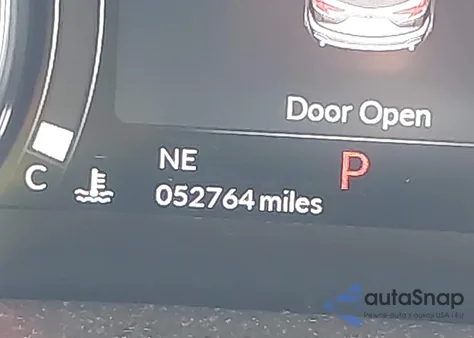 Door Open
NE
P
C
052764 miles
autaSnap